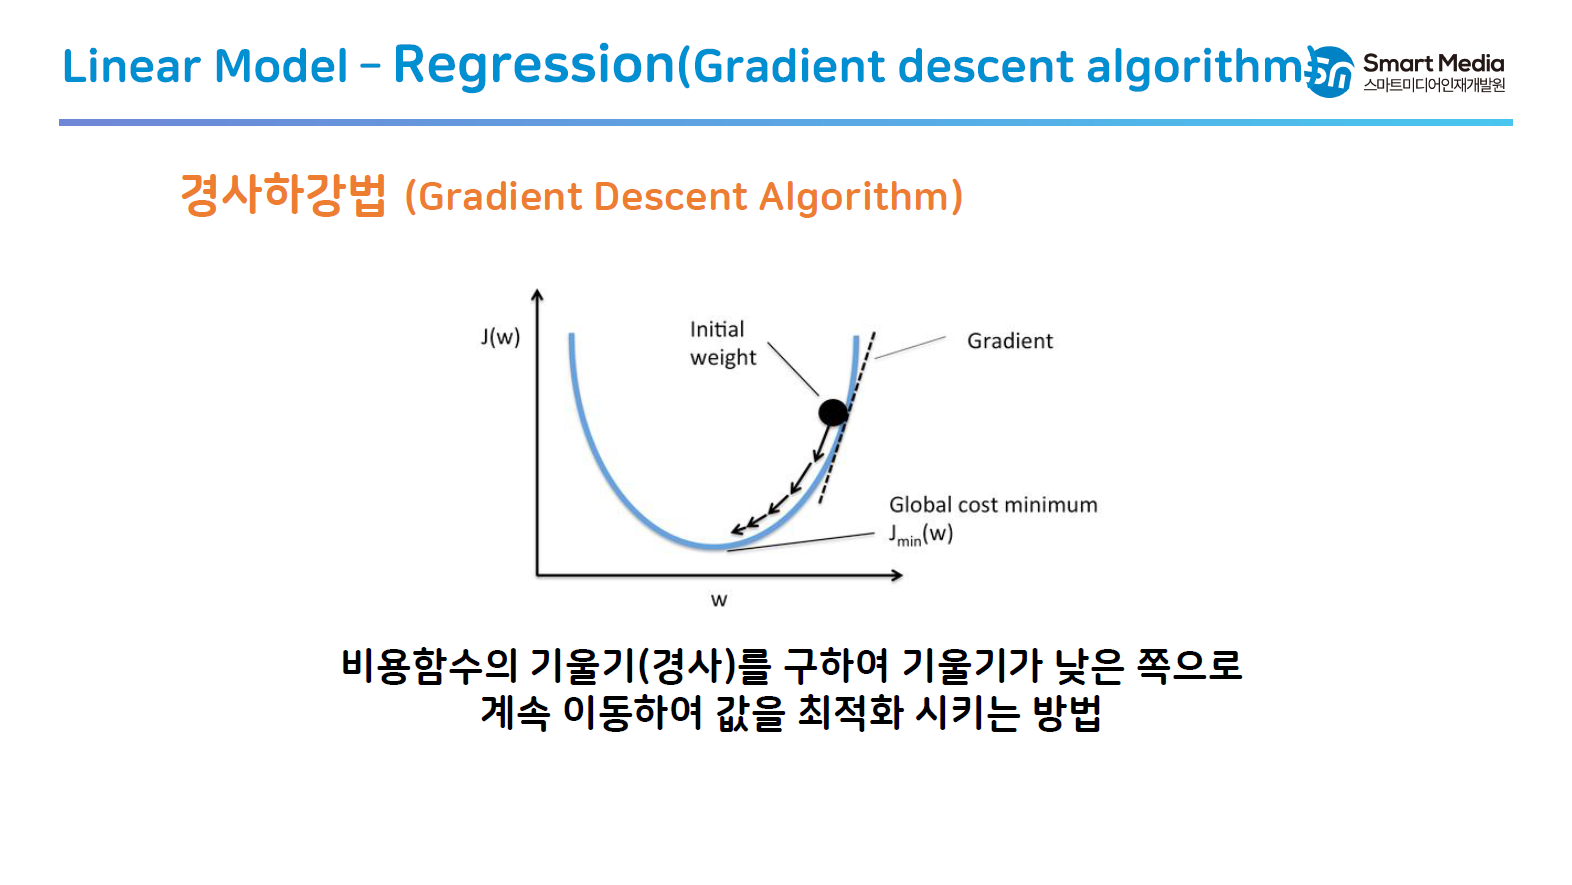 Linear Model – Regression(Gradient descent algorithm)
Smart Media
스마트미디어인재개발원
경사하강법 (Gradient Descent Algorithm)
J(w)
Initial
weight
Gradient
Global cost minimum
Jmin(w)
w
비용함수의 기울기(경사)를 구하여 기울기가 낮은 쪽으로
계속 이동하여 값을 최적화 시키는 방법